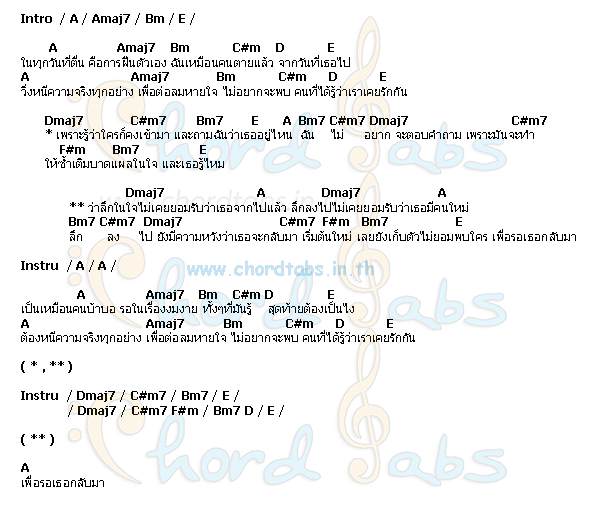 Intro / A / Amaj7 / Bm / E /
A Amaj7 Bm C#m D E
ในทุกวันที่ตื่น คือการฝืนตัวเอง ฉันเหมือนคนตายแล้ว จากวันที่เธอไป
A Amaj7 Bm C#m D E
วิ่งหนีความจริงทุกอย่าง เพื่อต่อลมหายใจ ไม่อยากจะพบ คนที่ได้รู้ว่าเราเคยรักกัน
Dmaj7 C#m7 Bm7 E A Bm7 C#m7 Dmaj7 C#m7
* เพราะรู้ว่าใครก็คงเข้ามา และถามฉันว่าเธออยู่ไหน ฉัน ไม่ อยาก จะตอบคำถาม เพราะมันจะทำ
F#m Bm7 E
ให้ซ้ำเติมบาดแผลในใจ และเธอรู้ไหม
Dmaj7 A Dmaj7 A
** ว่าลึกในใจไม่เคยยอมรับว่าเธอจากไปแล้ว ลึกลงไปไม่เคยยอมรับว่าเธอมีคนใหม่
Bm7 C#m7 Dmaj7 C#m7 F#m Bm7 E
ลึก ลง ไป ยังมีความหวังว่าเธอจะกลับมา เริ่มต้นใหม่ เลยยังเก็บตัวไม่ยอมพบใคร เพื่อรอเธอกลับมา
Instru / A / A /
www.chordtabs.in.th
A Amaj7 Bm C#m D E
เป็นเหมือนคนบ้าบอ รอในเรื่องงมงาย ทั้งๆที่มันรู้ สุดท้ายต้องเป็นไง
A Amaj7 Bm C#m D E
ต้องหนีความจริงทุกอย่าง เพื่อต่อลมหายใจ ไม่อยากจะพบ คนที่ได้รู้ว่าเราเคยรักกัน
( * , ** )
Instru / Dmaj7 / C#m7 / Bm7 / E /
/ Dmaj7 / C#m7 F#m / Bm7 D / E /
( ** )
A
เพื่อรอเธอกลับมา